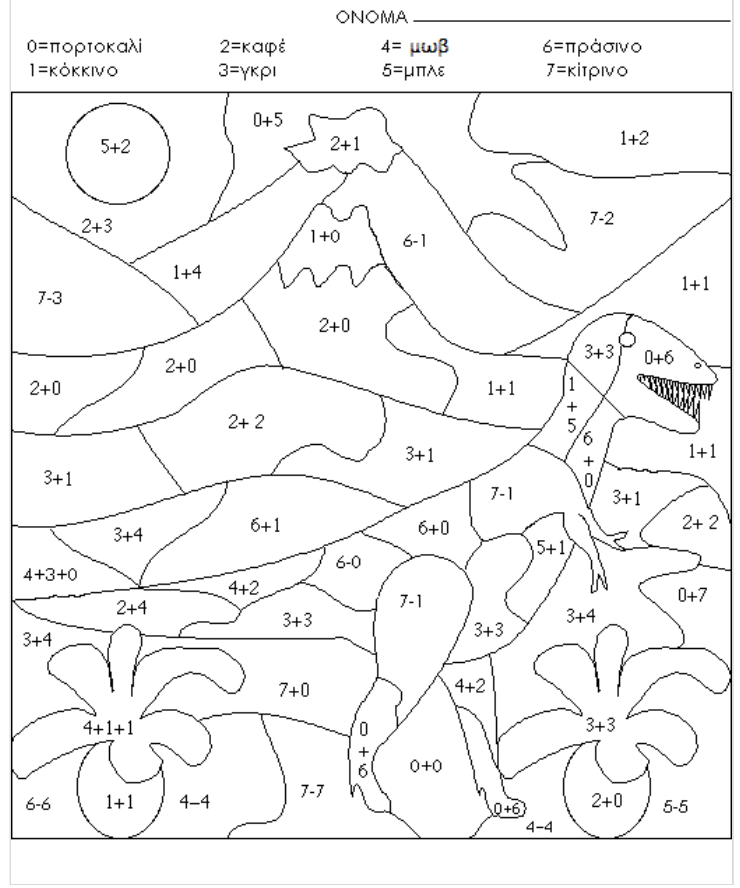 ΟΝΟΜΑ
0=πορτοκαλί 2=καφέ 4= μωβ 6=πράσινο
1=κόκκινο 3=γκρι 5=μπλε 7=κίτρινο
0+5
5+2 2+1 1+2
2+3 7-2
1+0 6-1
1+4 1+1
7-3
2+0
3+3 0+6
2+0 2+0 1+1
1+5
2+ 2 6+0
3+1 1+1
3+1
7-1 3+1
3+4 6+1 6+0 2+ 2
5+1
4+3+0 6-0
4+2 0+7
2+4 7-1
3+3 3+3 3+4
3+4
7+0 4+2
4+1+1 0+6 3+3
0+0
7-7
6-6 1+1 4–4 0+6 2+0 5-5
4–4